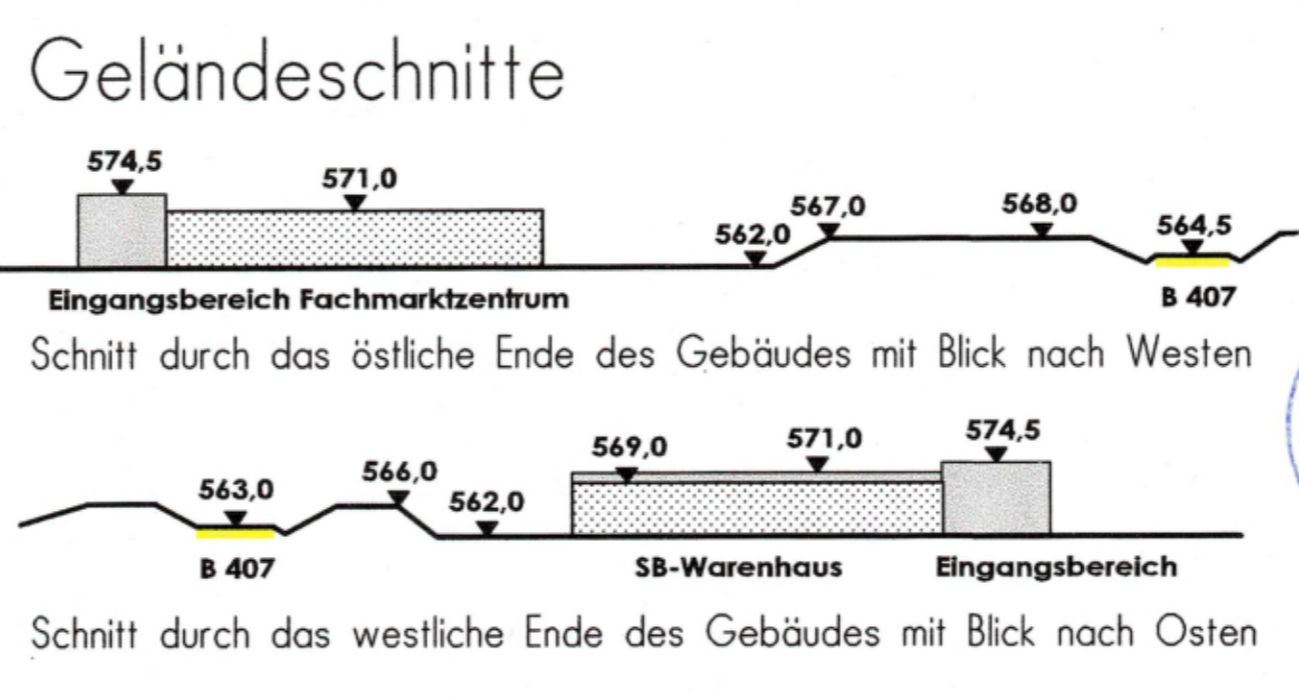 Geländeschnitte
574,5
571,0
567,0
568,0
562,0
564,5
Eingangsbereich Fachmarktzentrum
B 407
Schnitt durch das östliche Ende des Gebäudes mit Blick nach Westen
569,0
571,0
574,5
563,0
566,0
562,0
B 407
SB-Warenhaus
Eingangsbereich
Schnitt durch das westliche Ende des Gebäudes mit Blick nach Osten